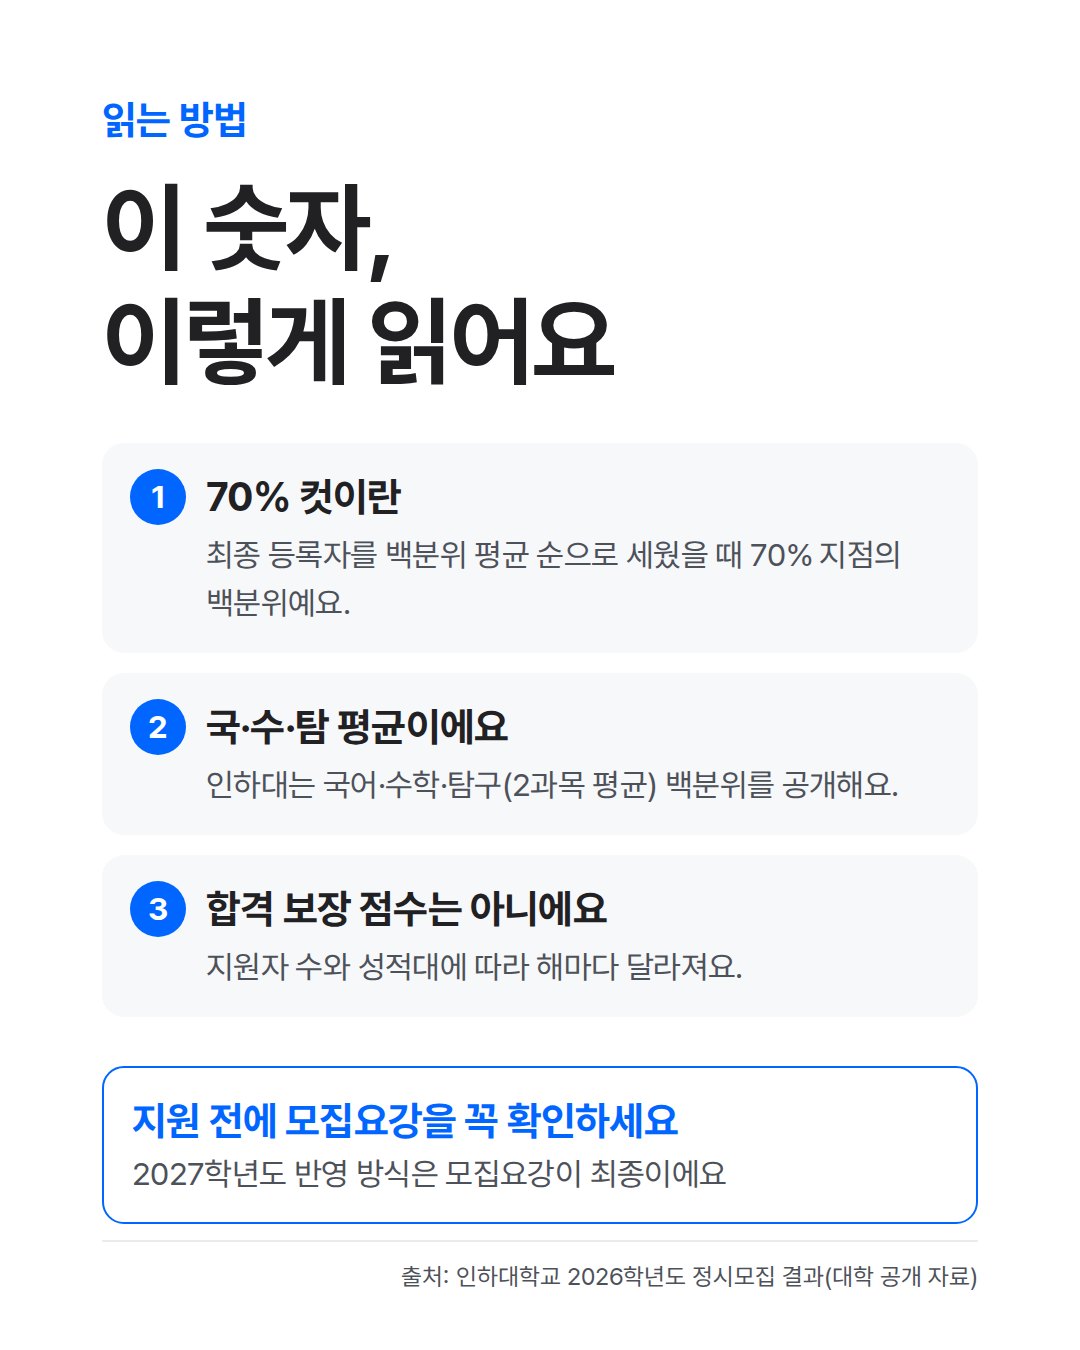 읽는 방법
이 숫자,
이렇게 읽어요
1 70% 컷이란
최종 등록자를 백분위 평균 순으로 세웠을 때 70% 지점의
백분위예요.
2 국·수·탐 평균이에요
인하대는 국어·수학·탐구(2과목 평균) 백분위를 공개해요.
3 합격 보장 점수는 아니에요
지원자 수와 성적대에 따라 해마다 달라져요.
지원 전에 모집요강을 꼭 확인하세요
2027학년도 반영 방식은 모집요강이 최종이에요
출처: 인하대학교 2026학년도 정시모집 결과(대학 공개 자료)